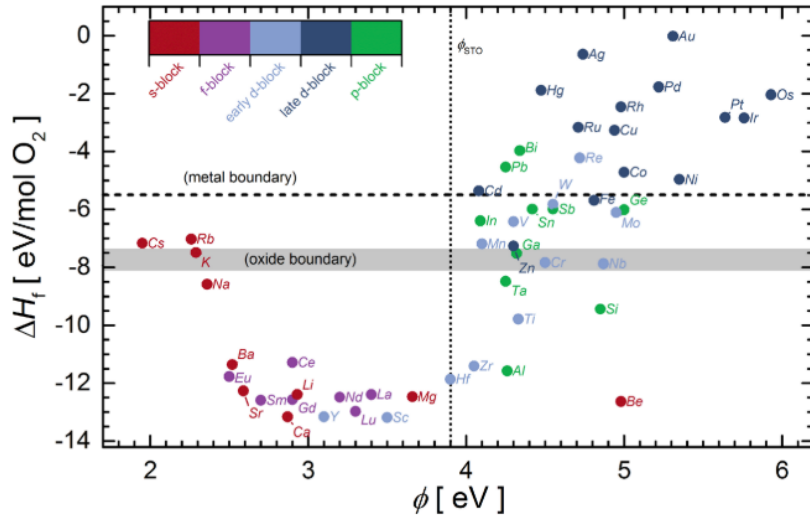 ΔH_f [ eV/mol O_2 ]
0
-2
-4
-6
-8
-10
-12
-14
s-block
f-block
early d-block
late d-block
p-block
ϕ_STO
Au
Ag
Pd
Hg
Os
Rh
Pt
Ir
Ru
Cu
Bi
Re
Pb
Co
(metal boundary)
Ni
Cd
W
Fe
Ge
Sb
Sn
Mo
In
V
Cs
Rb
Mn
Ga
K
(oxide boundary)
Zn
Cr
Nb
Na
Ta
Si
Ti
Ba
Ce
Zr
Eu
Al
Hf
Li
Sr
Sm
Gd
Nd
La
Mg
Be
Lu
Ca
Y
Sc
2
3
4
5
6
ϕ [ eV ]